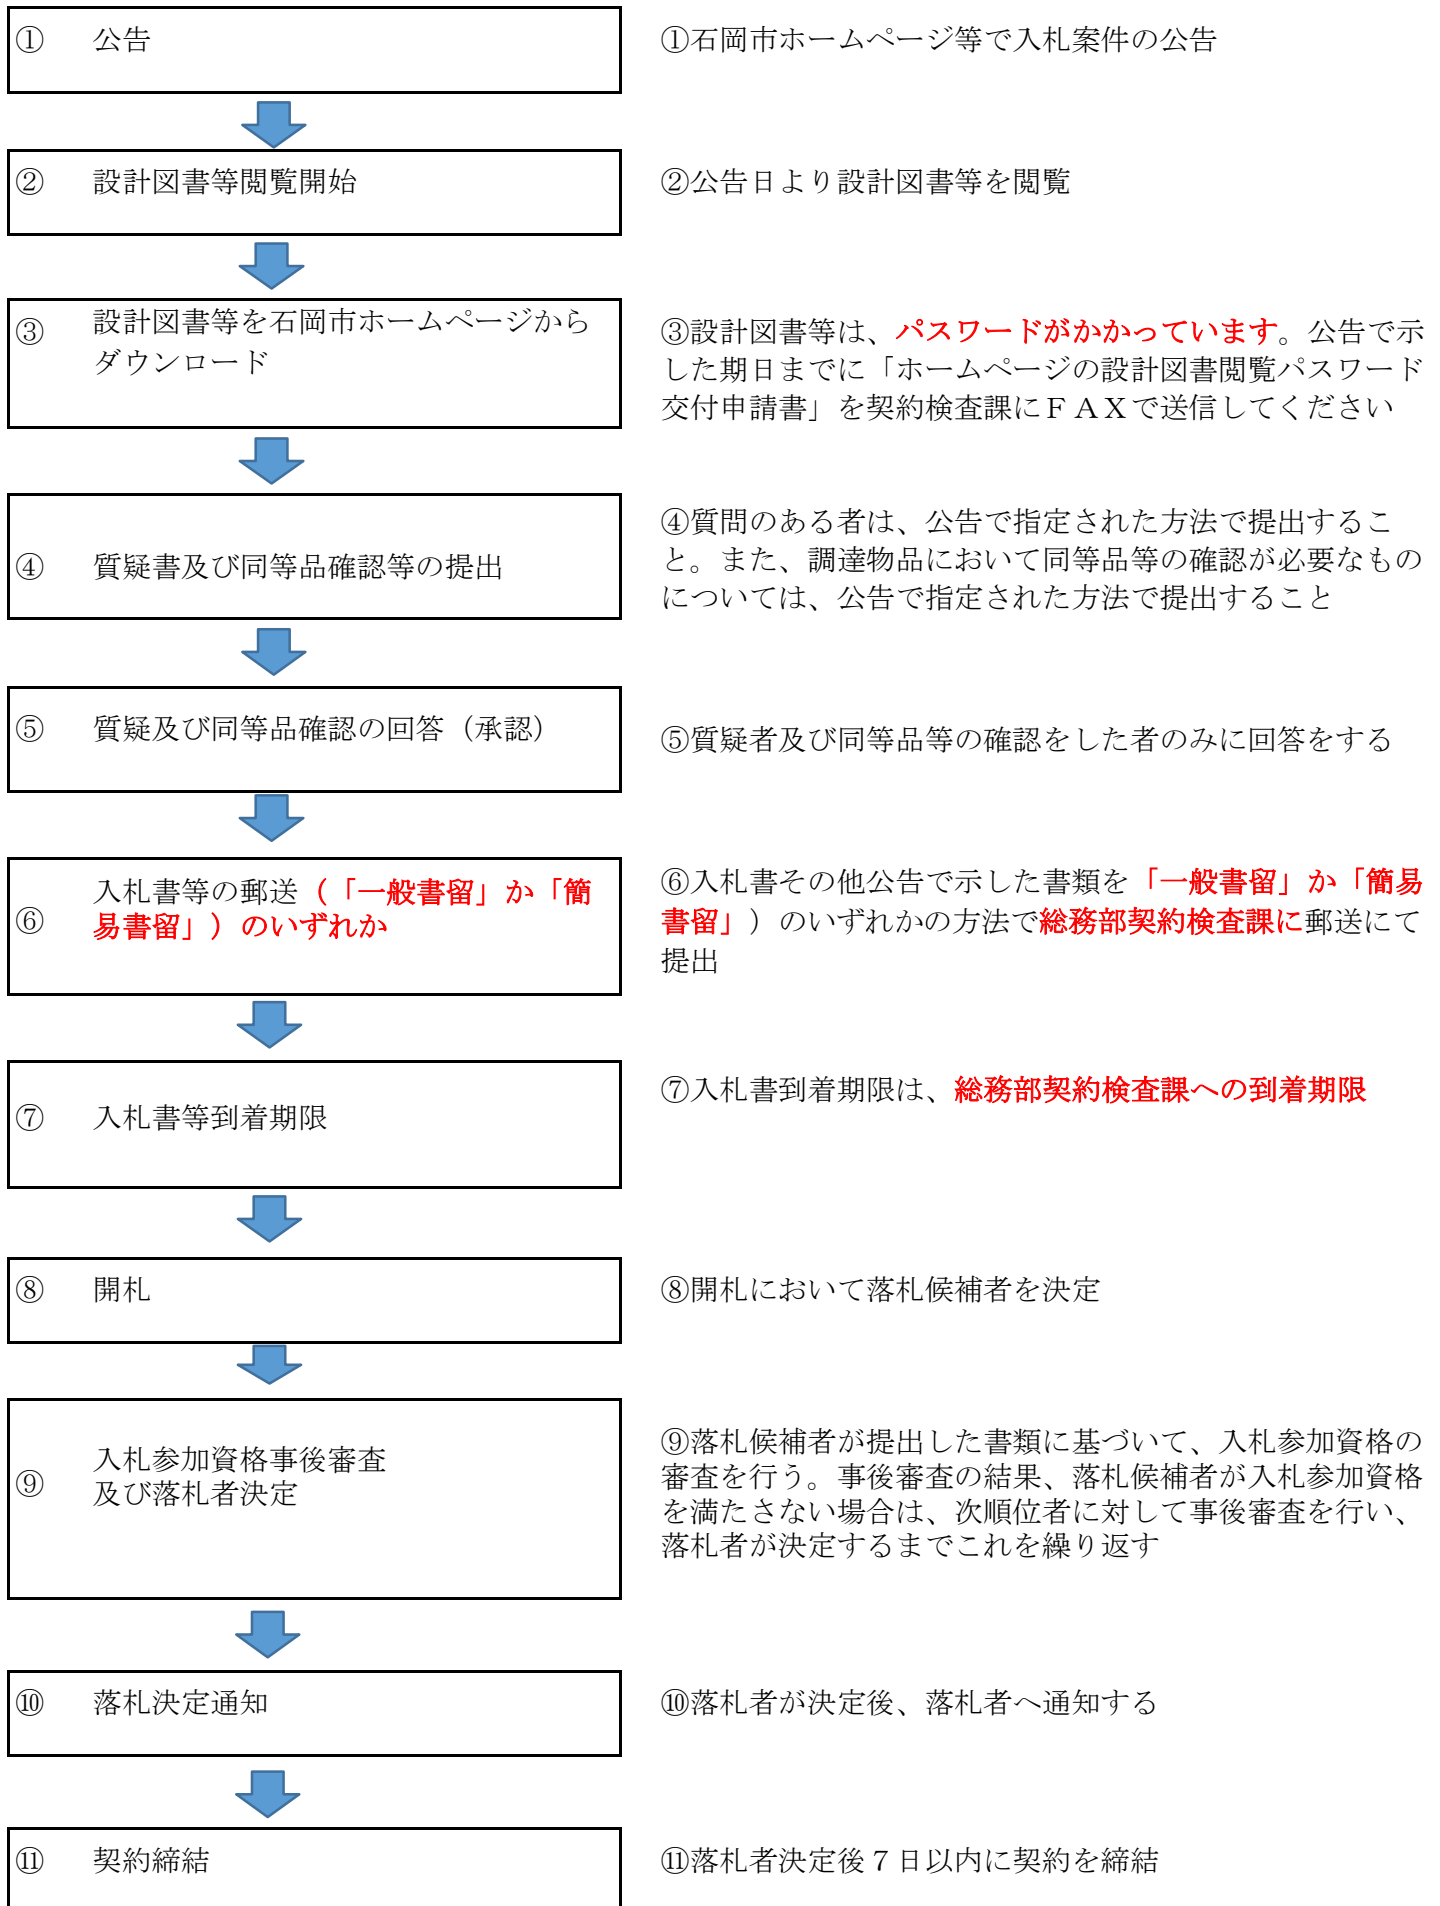 ① 公告
①石岡市ホームページ等で入札案件の公告
② 設計図書等閲覧開始
②公告日より設計図書等を閲覧
③ 設計図書等を石岡市ホームページから
ダウンロード
③設計図書等は、パスワードがかかっています。公告で示
した期日までに「ホームページの設計図書閲覧パスワード
交付申請書」を契約検査課にＦＡＸで送信してください
④ 質疑書及び同等品確認等の提出
④質問のある者は、公告で指定された方法で提出するこ
と。また、調達物品において同等品等の確認が必要なもの
については、公告で指定された方法で提出すること
⑤ 質疑及び同等品確認の回答（承認）
⑤質疑者及び同等品等の確認をした者のみに回答をする
⑥ 入札書等の郵送（「一般書留」か「簡
易書留」）のいずれか
⑥入札書その他公告で示した書類を「一般書留」か「簡易
書留」）のいずれかの方法で総務部契約検査課に郵送にて
提出
⑦ 入札書等到着期限
⑦入札書到着期限は、総務部契約検査課への到着期限
⑧ 開札
⑧開札において落札候補者を決定
⑨ 入札参加資格事後審査
及び落札者決定
⑨落札候補者が提出した書類に基づいて、入札参加資格の
審査を行う。事後審査の結果、落札候補者が入札参加資格
を満たさない場合は、次順位者に対して事後審査を行い、
落札者が決定するまでこれを繰り返す
⑩ 落札決定通知
⑩落札者が決定後、落札者へ通知する
⑪ 契約締結
⑪落札者決定後７日以内に契約を締結